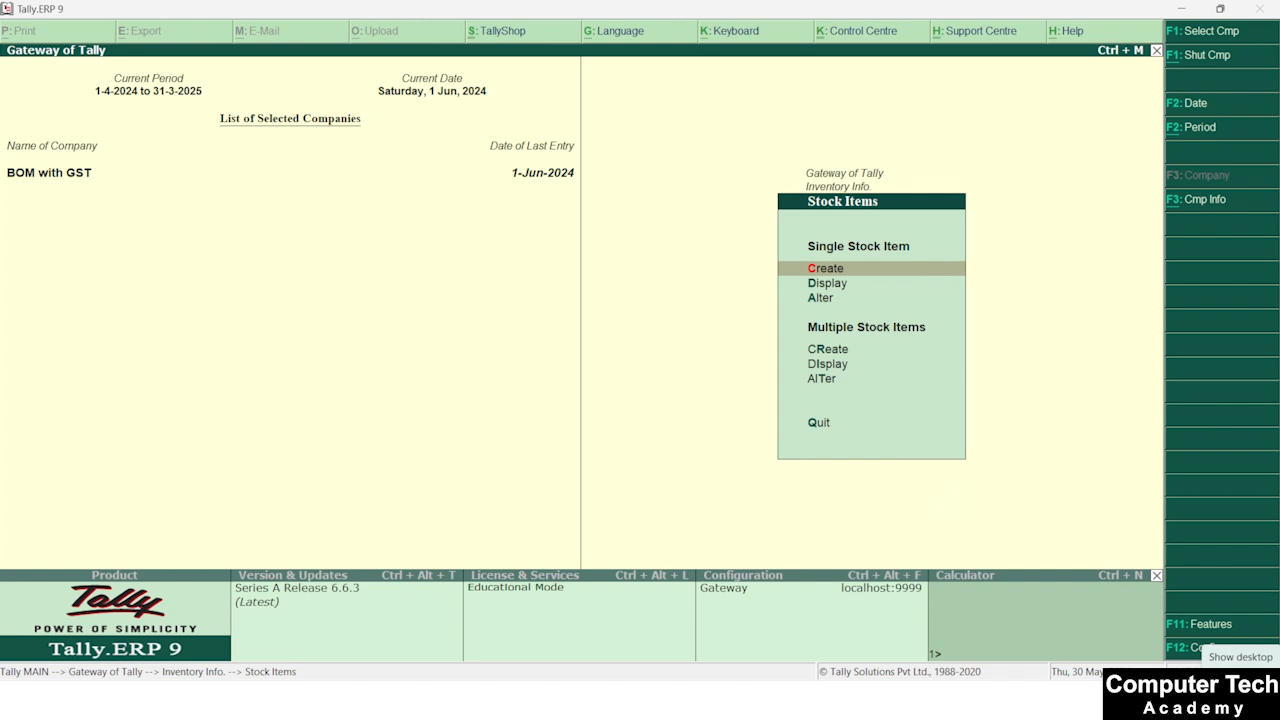 Tally.ERP 9
P: Print E: Export M: E-Mail O: Upload S: TallyShop G: Language K: Keyboard K: Control Centre H: Support Centre H: Help
Gateway of Tally Ctrl + M
Current Period Current Date
1-4-2024 to 31-3-2025 Saturday, 1 Jun, 2024
List of Selected Companies
Name of Company Date of Last Entry
BOM with GST 1-Jun-2024
Gateway of Tally
Inventory Info.
Stock Items
Single Stock Item
Create
Display
Alter
Multiple Stock Items
CReate
DIsplay
AlTer
Quit
F1: Select Cmp
F1: Shut Cmp
F2: Date
F2: Period
F3: Company
F3: Cmp Info
F11: Features
F12:
Show desktop
Product
Tally
POWER OF SIMPLICITY
Tally.ERP 9
Version & Updates Ctrl + Alt + T
Series A Release 6.6.3
(Latest)
License & Services Ctrl + Alt + L
Educational Mode
Configuration Ctrl + Alt + F
Gateway localhost:9999
Calculator Ctrl + N
1>
Tally MAIN --> Gateway of Tally --> Inventory Info. --> Stock Items © Tally Solutions Pvt Ltd., 1988-2020 Thu, 30 May
Computer Tech
Academy